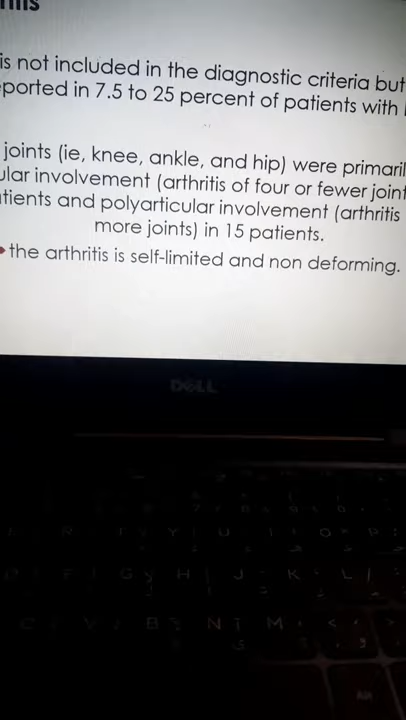 is not included in the diagnostic criteria but
ported in 7.5 to 25 percent of patients with
joints (ie, knee, ankle, and hip) were primaril
ular involvement (arthritis of four or fewer joint
tients and polyarticular involvement (arthritis
more joints) in 15 patients.
the arthritis is self-limited and non deforming.
DELL
R T Y U I O P
F G H J K L
C V B N M